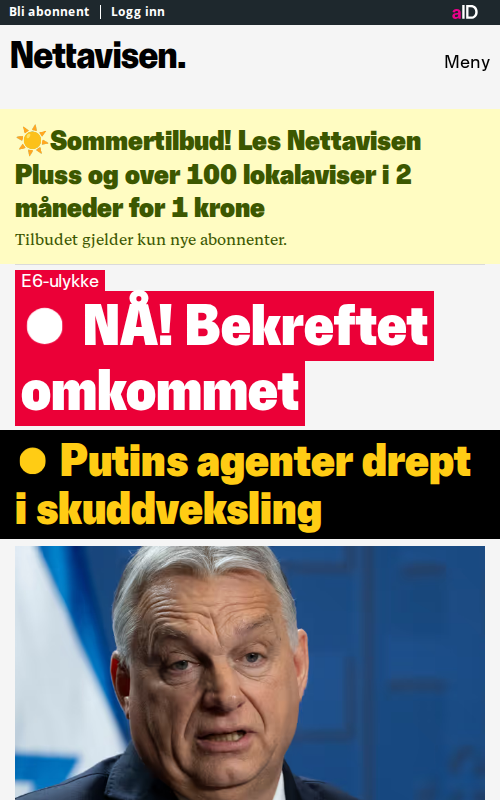 Bli abonnent | Logg inn
aID
Nettavisen.
Meny
☀️Sommertilbud! Les Nettavisen
Pluss og over 100 lokalaviser i 2
måneder for 1 krone
Tilbudet gjelder kun nye abonnenter.
E6-ulykke
● NÅ! Bekreftet
omkommet
● Putins agenter drept
i skuddveksling